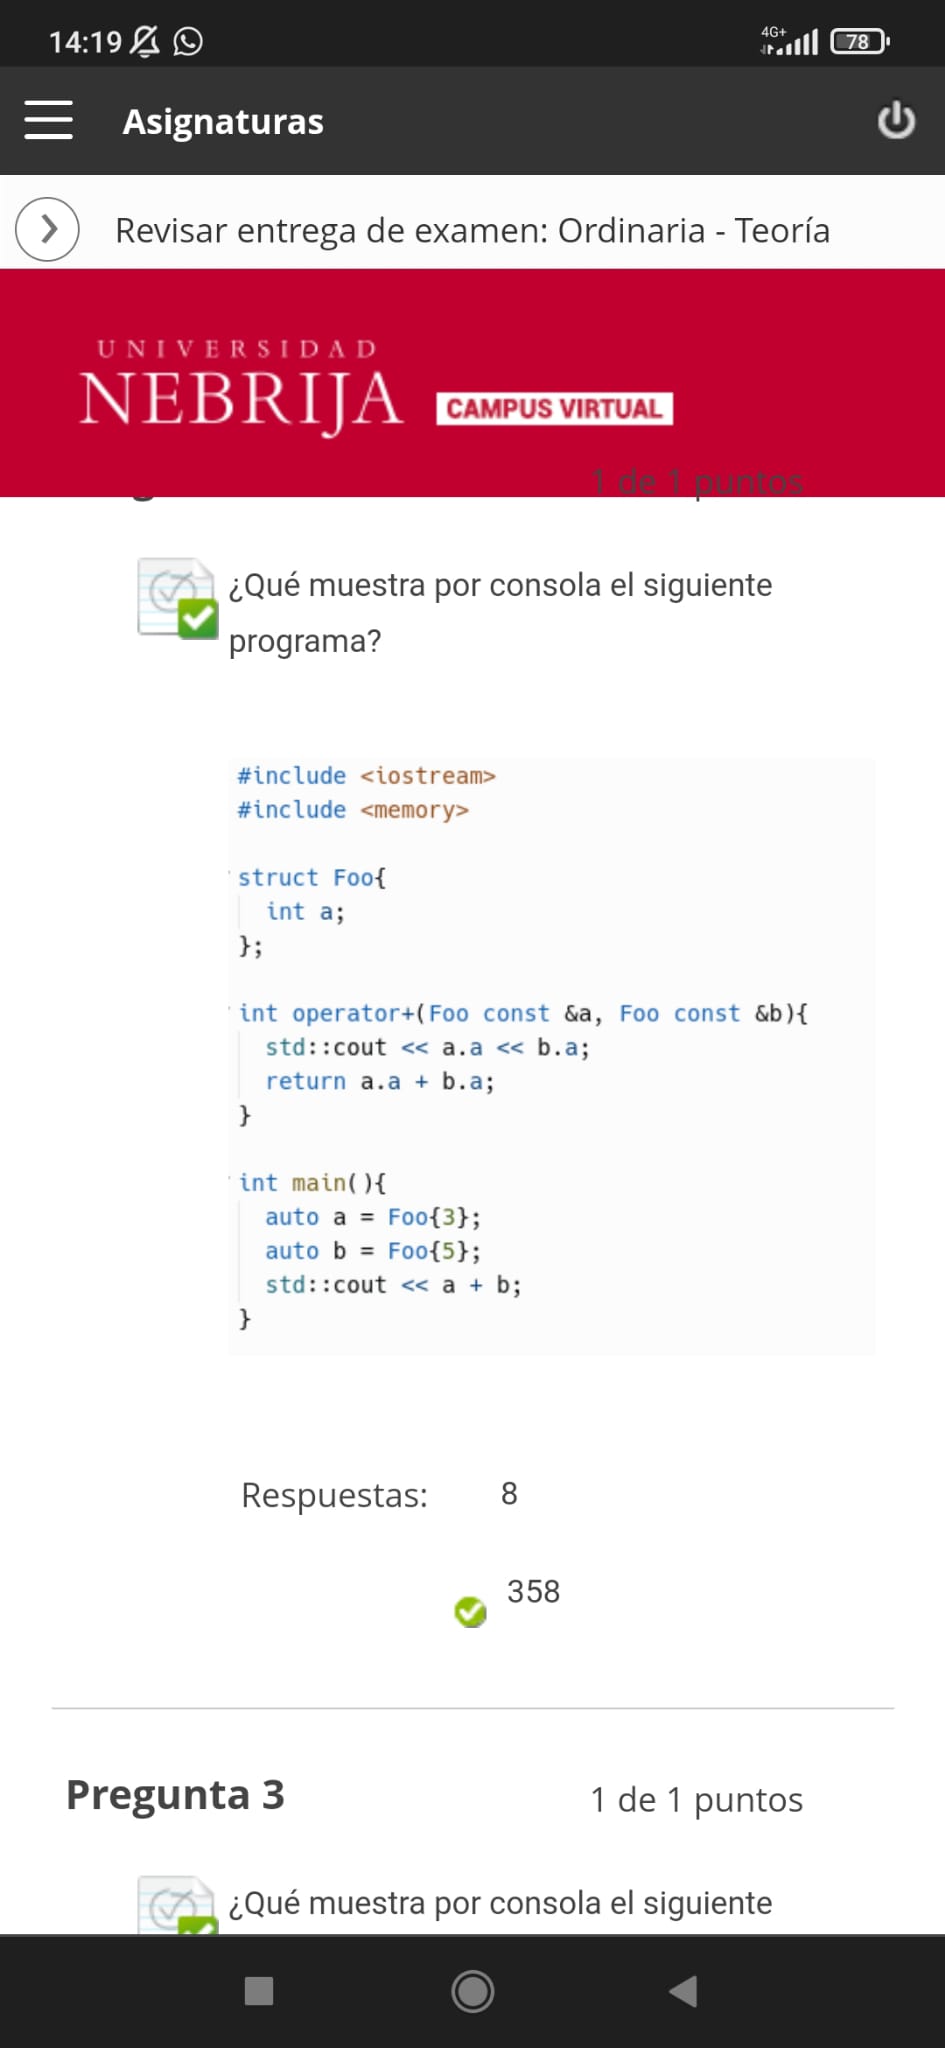 14:19
4G+
78
Asignaturas
Revisar entrega de examen: Ordinaria - Teoría
UNIVERSIDAD
NEBRIJA
CAMPUS VIRTUAL
1 de 1 puntos
¿Qué muestra por consola el siguiente
programa?
#include <iostream>
#include <memory>
struct Foo{
int a;
};
int operator+(Foo const &a, Foo const &b){
std::cout << a.a << b.a;
return a.a + b.a;
}
int main(){
auto a = Foo{3};
auto b = Foo{5};
std::cout << a + b;
}
Respuestas:
8
358
Pregunta 3
1 de 1 puntos
¿Qué muestra por consola el siguiente